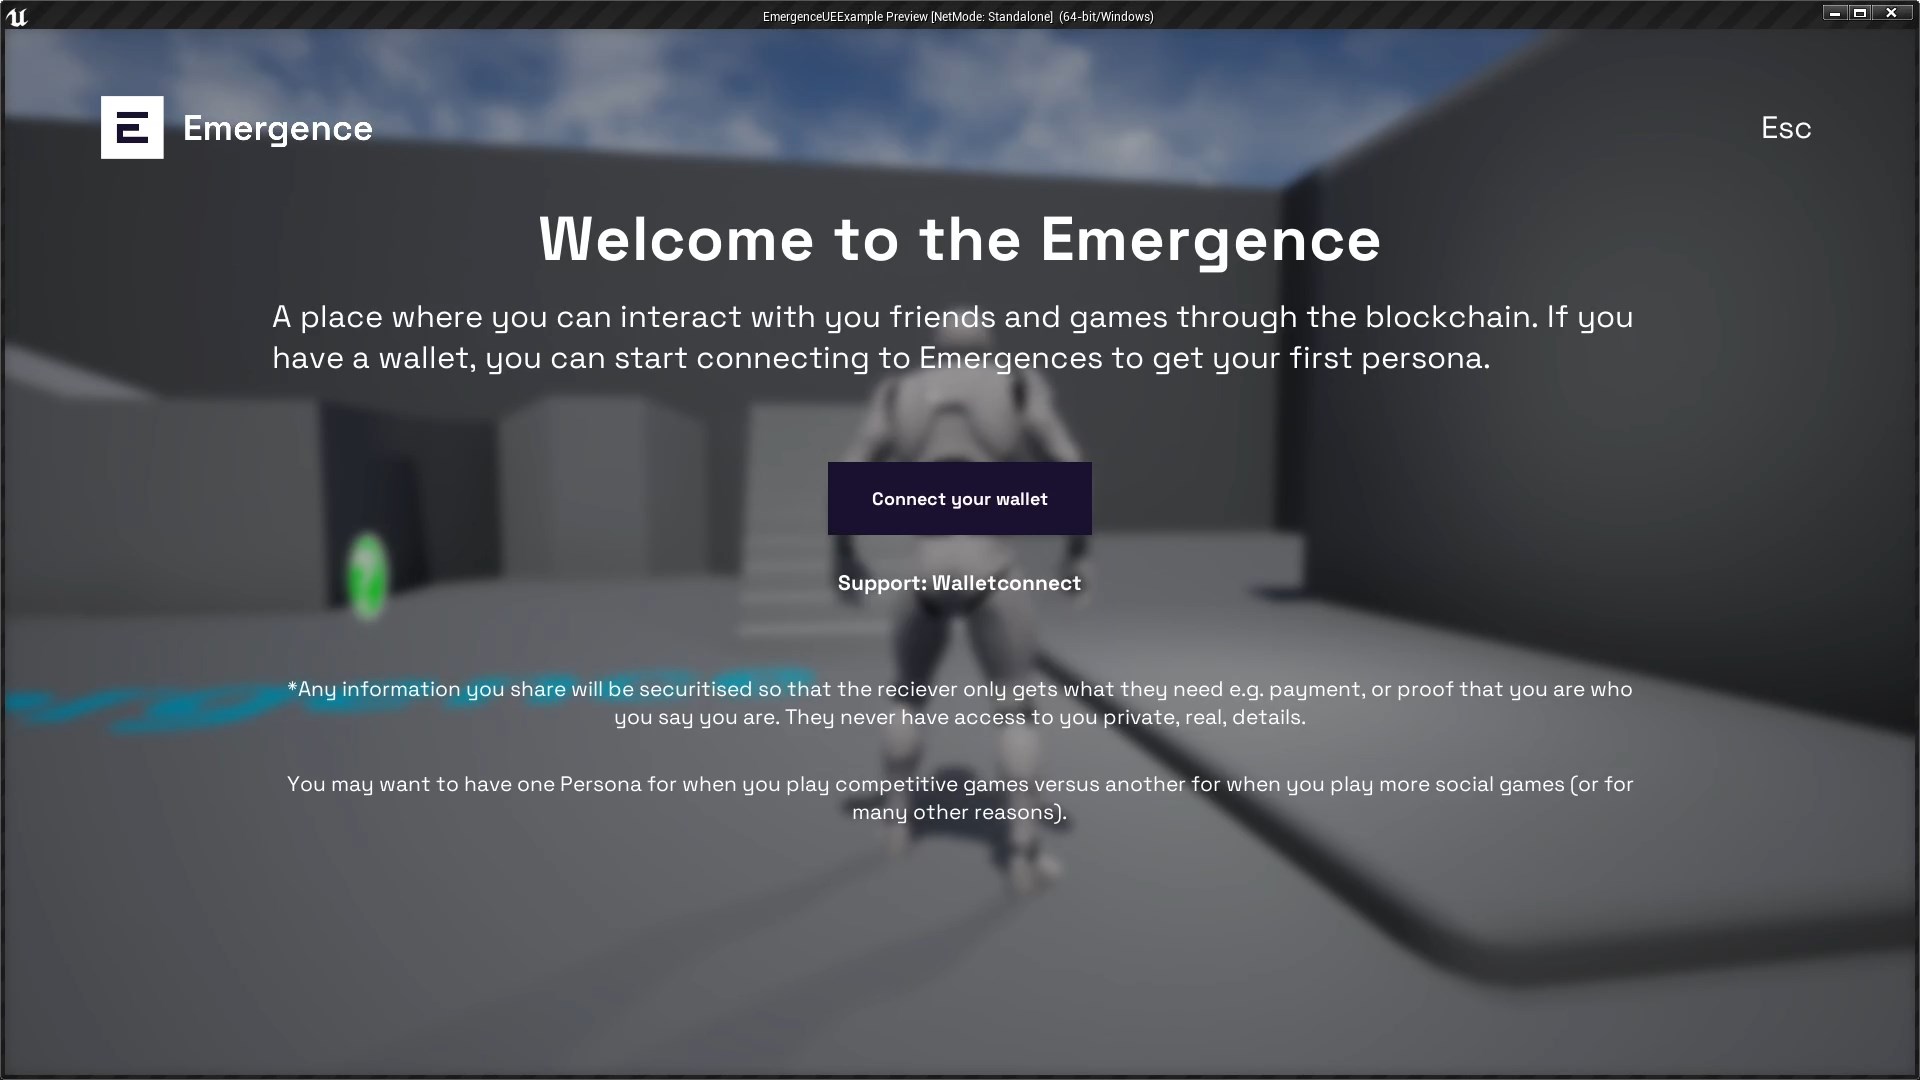 EmergenceUEExample Preview [NetMode: Standalone] (64-bit/Windows)
Emergence
Esc
Welcome to the Emergence
A place where you can interact with you friends and games through the blockchain. If you
have a wallet, you can start connecting to Emergences to get your first persona.
Connect your wallet
Support: Walletconnect
*Any information you share will be securitised so that the reciever only gets what they need e.g. payment, or proof that you are who
you say you are. They never have access to you private, real, details.
You may want to have one Persona for when you play competitive games versus another for when you play more social games (or for
many other reasons).